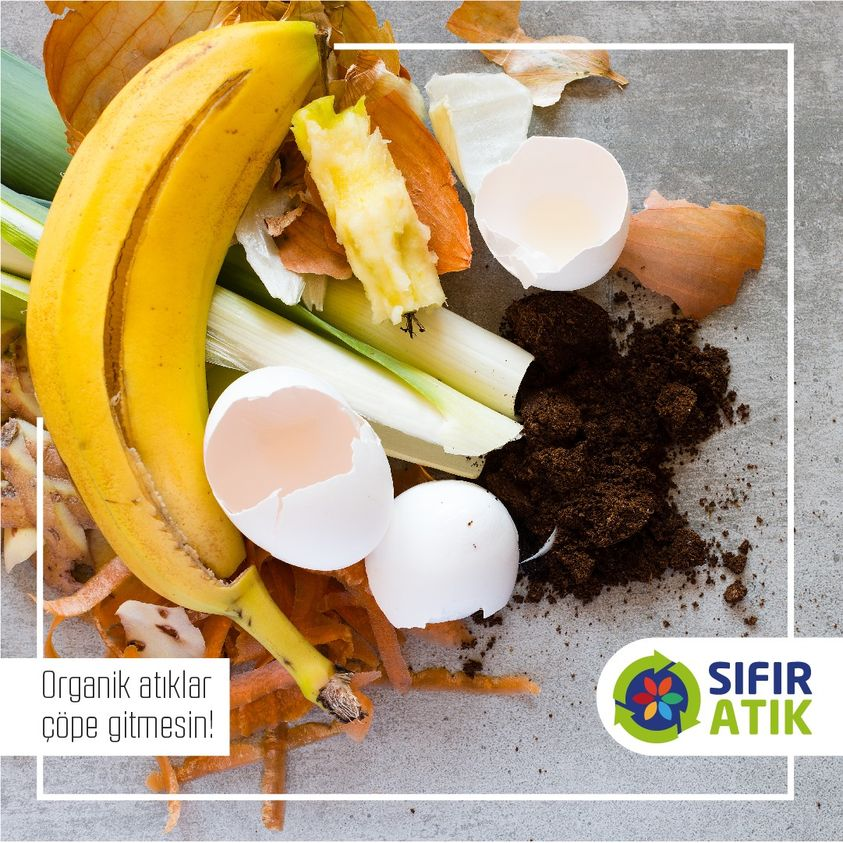 Organik atıklar
çöpe gitmesin!
SIFIR
ATIK